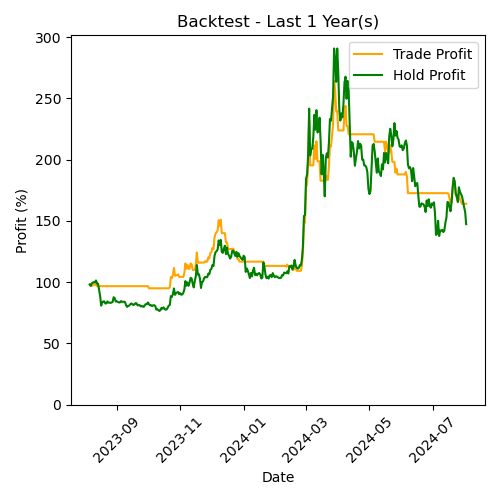 Backtest - Last 1 Year(s)
Trade Profit
Hold Profit
Profit (%)
300
250
200
150
100
50
0
2023-09
2023-11
2024-01
2024-03
2024-05
2024-07
Date